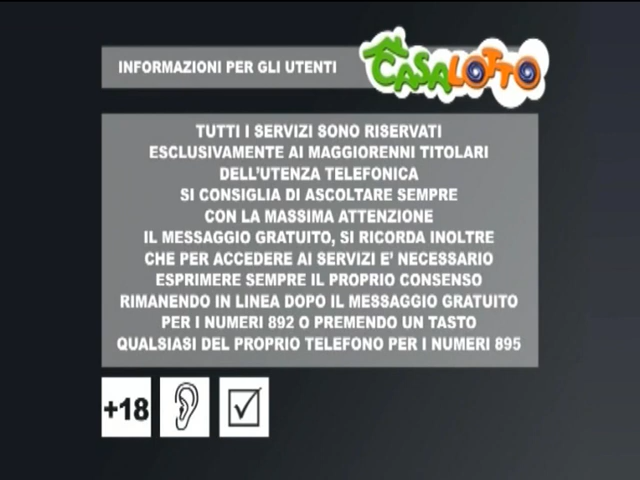 INFORMAZIONI PER GLI UTENTI
CASALOTTO
TUTTI I SERVIZI SONO RISERVATI
ESCLUSIVAMENTE AI MAGGIORENNI TITOLARI
DELL'UTENZA TELEFONICA
SI CONSIGLIA DI ASCOLTARE SEMPRE
CON LA MASSIMA ATTENZIONE
IL MESSAGGIO GRATUITO, SI RICORDA INOLTRE
CHE PER ACCEDERE AI SERVIZI E' NECESSARIO
ESPRIMERE SEMPRE IL PROPRIO CONSENSO
RIMANENDO IN LINEA DOPO IL MESSAGGIO GRATUITO
PER I NUMERI 892 O PREMENDO UN TASTO
QUALSIASI DEL PROPRIO TELEFONO PER I NUMERI 895
+18